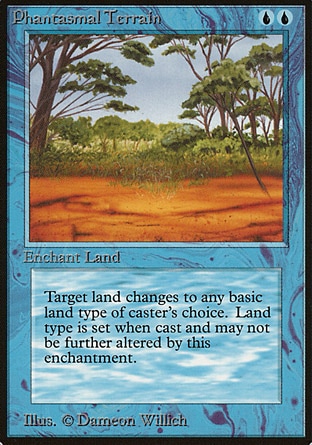 Phantasmal Terrain
Enchant Land
Target land changes to any basic
land type of caster's choice.  Land
type is set when cast and may not
be further altered by this
enchantment.
Illus. © Dameon Willich